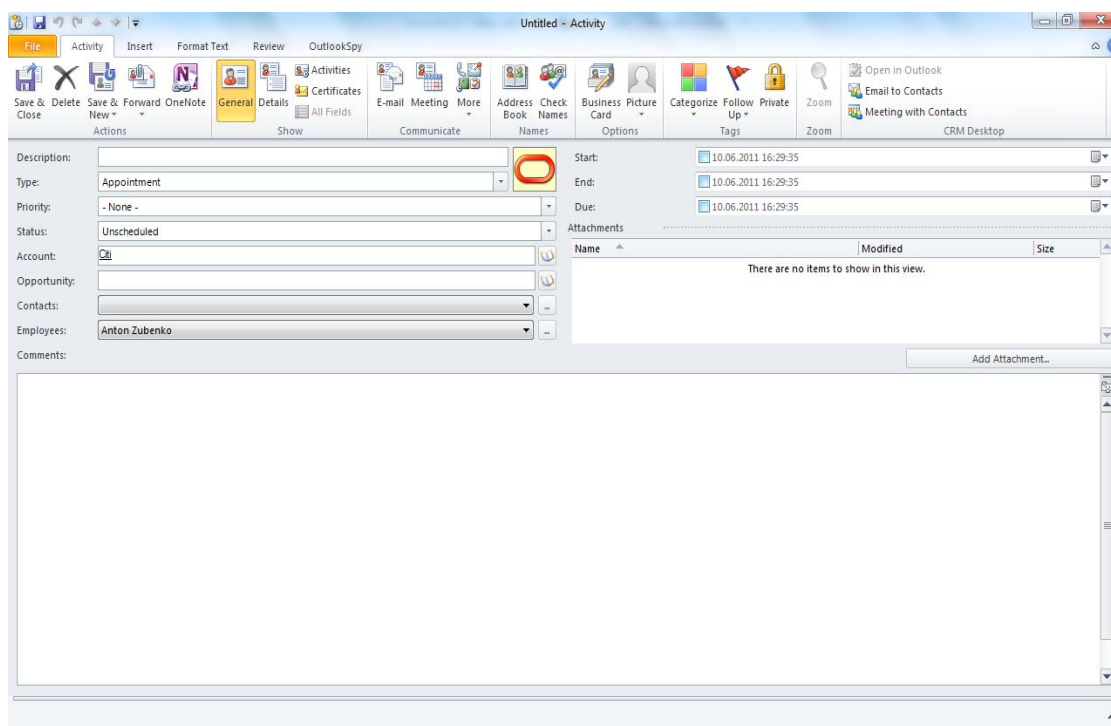 Untitled - Activity
File Activity Insert Format Text Review OutlookSpy
Save & Close Delete Save & New Forward OneNote
Actions
General Details Activities Certificates All Fields
Show
E-mail Meeting More
Communicate
Address Book Check Names
Names
Business Card Picture
Options
Categorize Follow Up Private
Tags
Zoom
Zoom
Open in Outlook
Email to Contacts
Meeting with Contacts
CRM Desktop
Description:
Type: Appointment
Priority: - None -
Status: Unscheduled
Account: Citi
Opportunity:
Contacts: ...
Employees: Anton Zubenko ...
Comments:
Start: 10.06.2011 16:29:35
End: 10.06.2011 16:29:35
Due: 10.06.2011 16:29:35
Attachments
Name Modified Size
There are no items to show in this view.
Add Attachment...